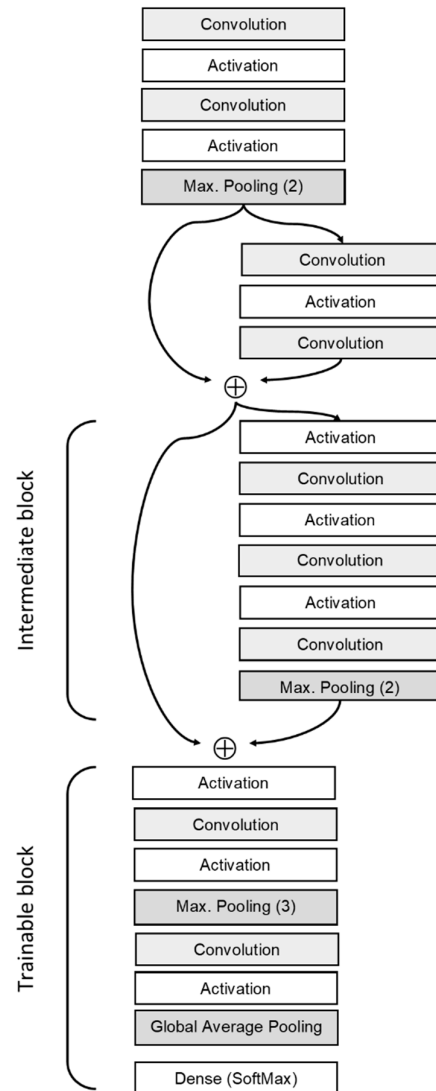 Convolution
Activation
Convolution
Activation
Max. Pooling (2)
Convolution
Activation
Convolution
Intermediate block
Activation
Convolution
Activation
Convolution
Activation
Convolution
Max. Pooling (2)
Trainable block
Activation
Convolution
Activation
Max. Pooling (3)
Convolution
Activation
Global Average Pooling
Dense (SoftMax)